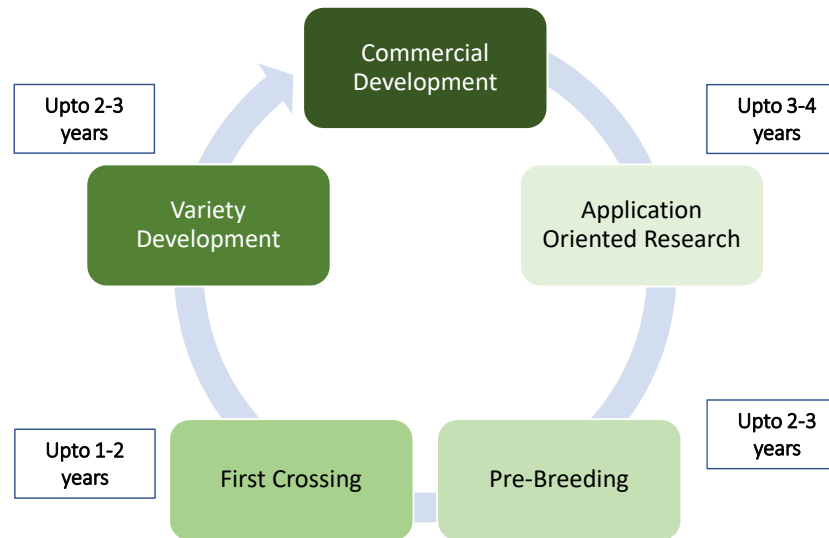 Commercial
Development
Upto 2-3
years
Upto 3-4
years
Variety
Development
Application
Oriented Research
Upto 1-2
years
First Crossing
Pre-Breeding
Upto 2-3
years